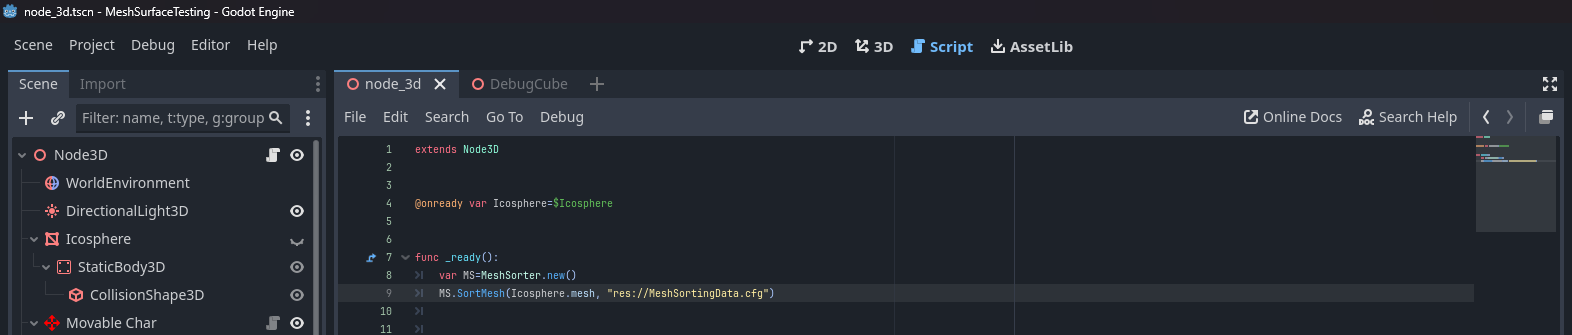 node_3d.tscn - MeshSurfaceTesting - Godot Engine
Scene Project Debug Editor Help
2D 3D Script AssetLib
Scene Import
Filter: name, t:type, g:group
Node3D
WorldEnvironment
DirectionalLight3D
Icosphere
StaticBody3D
CollisionShape3D
Movable Char
node_3d DebugCube
File Edit Search Go To Debug
Online Docs Search Help
1 extends Node3D
2
3
4 @onready var Icosphere=$Icosphere
5
6
7 func _ready():
8 var MS=MeshSorter.new()
9 MS.SortMesh(Icosphere.mesh, "res://MeshSortingData.cfg")
10
11